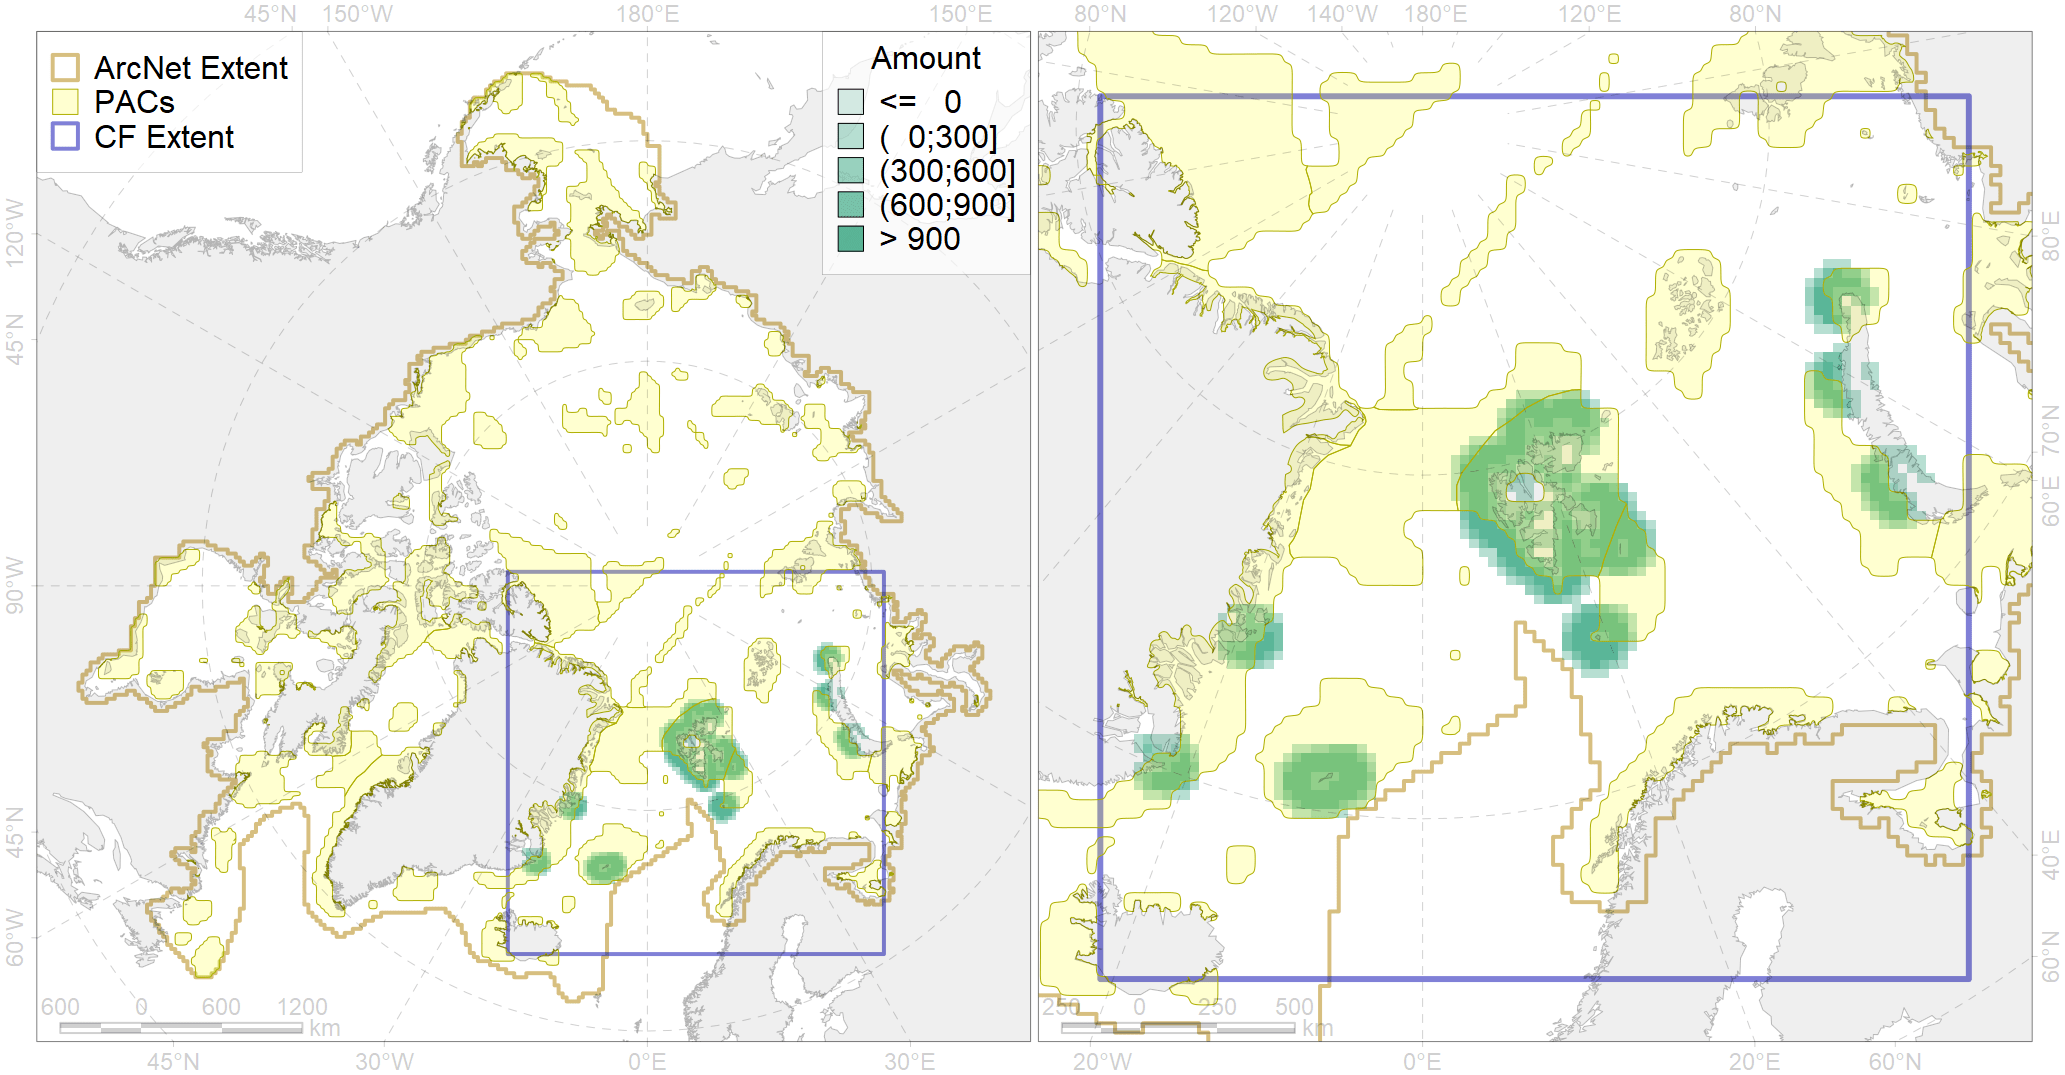 45°N 150°W 180°E 150°E 80°N 120°W 140°W 180°E 120°E 80°N
ArcNet Extent
PACs
CF Extent
Amount
<= 0
( 0;300]
(300;600]
(600;900]
> 900
120°W
45°N
90°W
45°N
60°W
80°E
70°N
60°E
40°E
60°N
600 0 600 1200
km
250 0 250 500
km
45°N 30°W 0°E 30°E 20°W 0°E 20°E 60°N